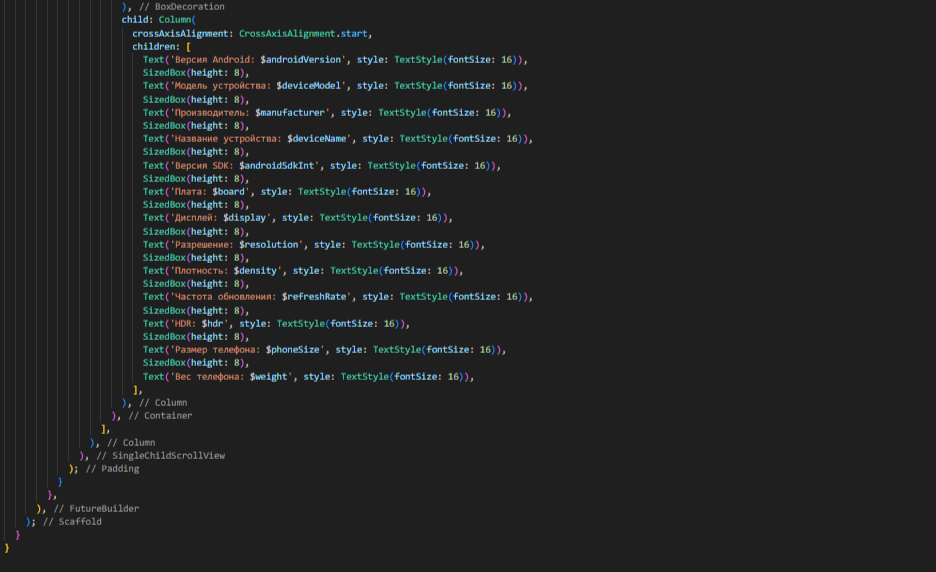 ), // BoxDecoration
child: Column(
crossAxisAlignment: CrossAxisAlignment.start,
children: [
Text('Версия Android: $androidVersion', style: TextStyle(fontSize: 16)),
SizedBox(height: 8),
Text('Модель устройства: $deviceModel', style: TextStyle(fontSize: 16)),
SizedBox(height: 8),
Text('Производитель: $manufacturer', style: TextStyle(fontSize: 16)),
SizedBox(height: 8),
Text('Название устройства: $deviceName', style: TextStyle(fontSize: 16)),
SizedBox(height: 8),
Text('Версия SDK: $androidSdkInt', style: TextStyle(fontSize: 16)),
SizedBox(height: 8),
Text('Плата: $board', style: TextStyle(fontSize: 16)),
SizedBox(height: 8),
Text('Дисплей: $display', style: TextStyle(fontSize: 16)),
SizedBox(height: 8),
Text('Разрешение: $resolution', style: TextStyle(fontSize: 16)),
SizedBox(height: 8),
Text('Плотность: $density', style: TextStyle(fontSize: 16)),
SizedBox(height: 8),
Text('Частота обновления: $refreshRate', style: TextStyle(fontSize: 16)),
SizedBox(height: 8),
Text('HDR: $hdr', style: TextStyle(fontSize: 16)),
SizedBox(height: 8),
Text('Размер телефона: $phoneSize', style: TextStyle(fontSize: 16)),
SizedBox(height: 8),
Text('Вес телефона: $weight', style: TextStyle(fontSize: 16)),
],
), // Column
), // Container
],
), // Column
), // SingleChildScrollView
); // Padding
}
},
), // FutureBuilder
); // Scaffold
}
}